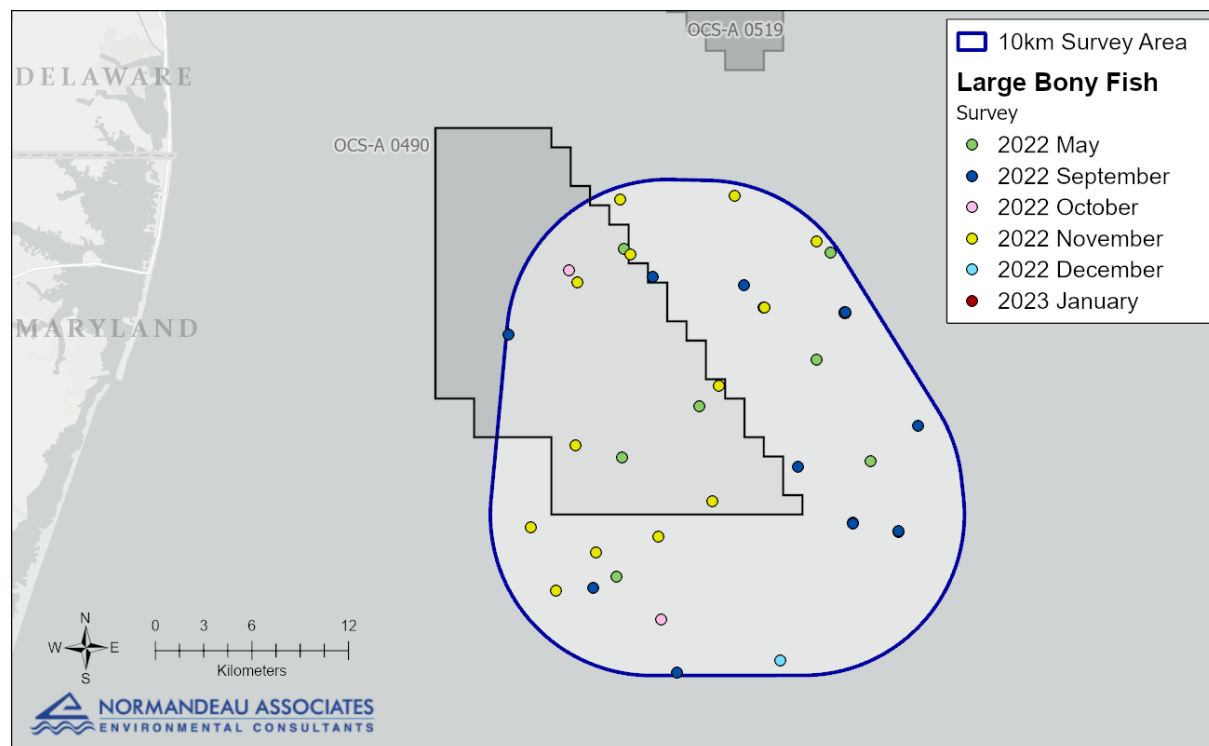 OCS-A 0519
DELAWARE
OCS-A 0490
MARYLAND
10km Survey Area
Large Bony Fish
Survey
2022 May
2022 September
2022 October
2022 November
2022 December
2023 January
N
W E
S
0 3 6 12
Kilometers
NORMANDEAU ASSOCIATES
ENVIRONMENTAL CONSULTANTS